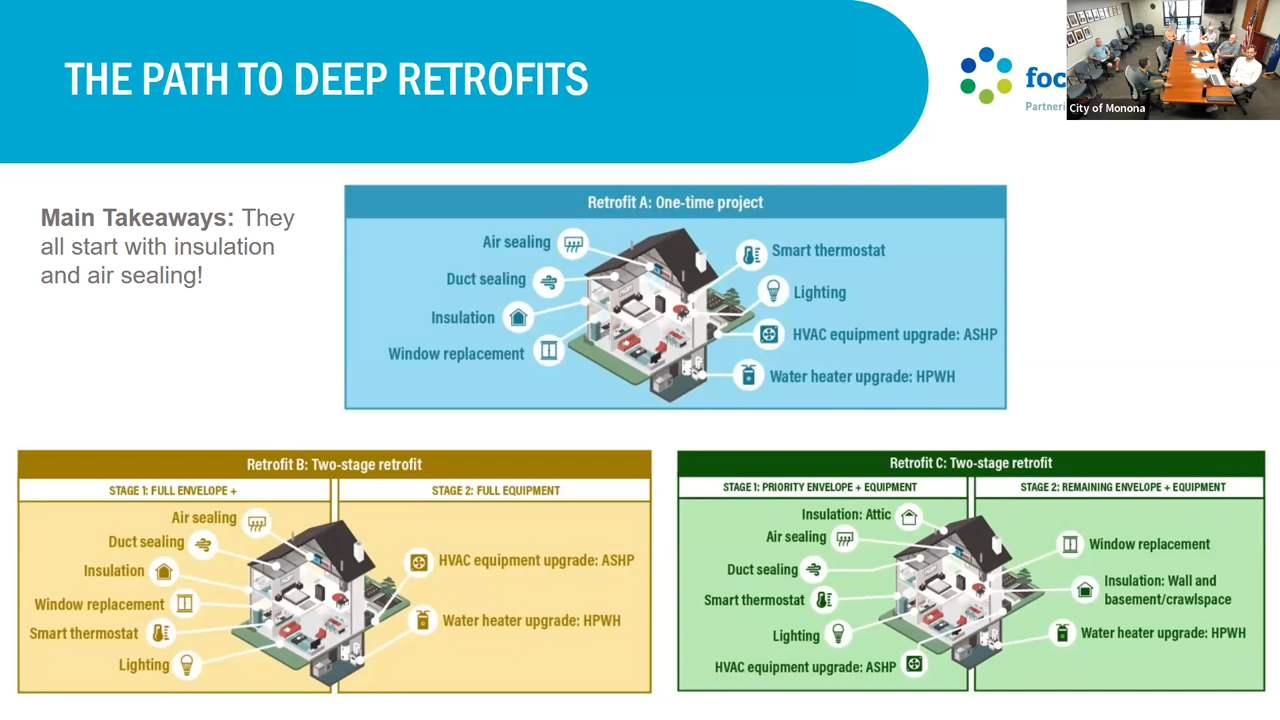 THE PATH TO DEEP RETROFITS
foc
Partneri
City of Monona
Main Takeaways: They
all start with insulation
and air sealing!
Retrofit A: One-time project
Air sealing
Duct sealing
Insulation
Window replacement
Smart thermostat
Lighting
HVAC equipment upgrade: ASHP
Water heater upgrade: HPWH
Retrofit B: Two-stage retrofit
STAGE 1: FULL ENVELOPE +
STAGE 2: FULL EQUIPMENT
Air sealing
Duct sealing
Insulation
Window replacement
Smart thermostat
Lighting
HVAC equipment upgrade: ASHP
Water heater upgrade: HPWH
Retrofit C: Two-stage retrofit
STAGE 1: PRIORITY ENVELOPE + EQUIPMENT
STAGE 2: REMAINING ENVELOPE + EQUIPMENT
Insulation: Attic
Air sealing
Duct sealing
Smart thermostat
Lighting
HVAC equipment upgrade: ASHP
Window replacement
Insulation: Wall and
basement/crawlspace
Water heater upgrade: HPWH